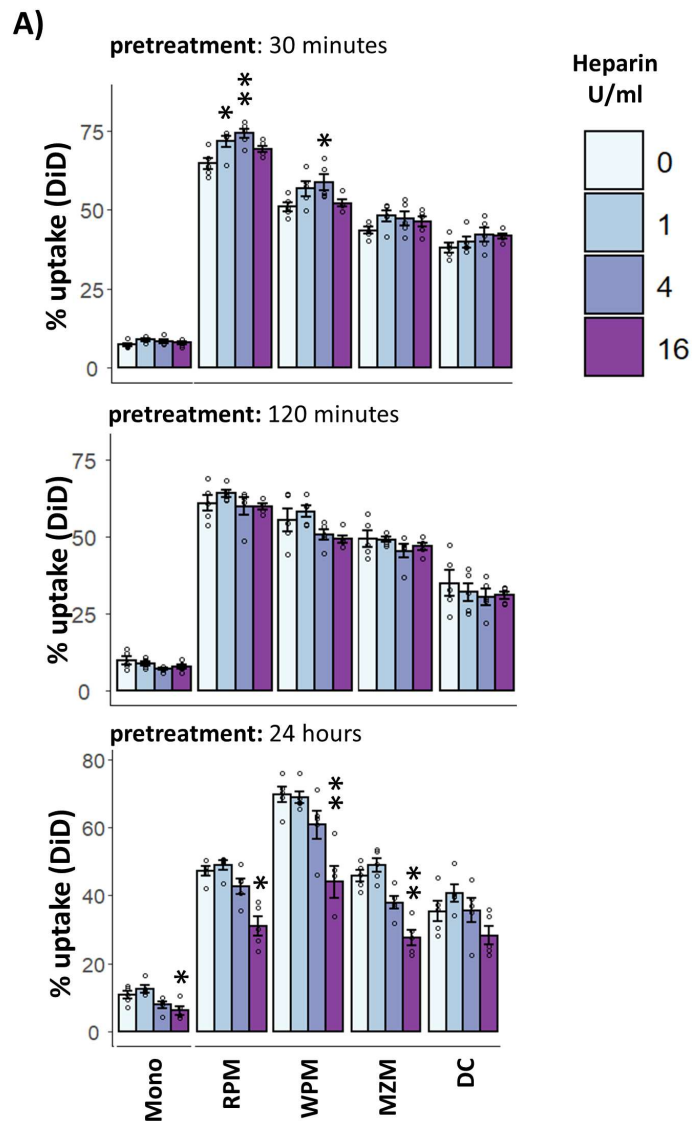 A)
pretreatment: 30 minutes
% uptake (DiD)
75
50
25
0
*
* *
*
Heparin
U/ml
0
1
4
16
pretreatment: 120 minutes
% uptake (DiD)
75
50
25
0
pretreatment: 24 hours
% uptake (DiD)
80
60
40
20
0
*
*
* *
* *
Mono
RPM
WPM
MZM
DC